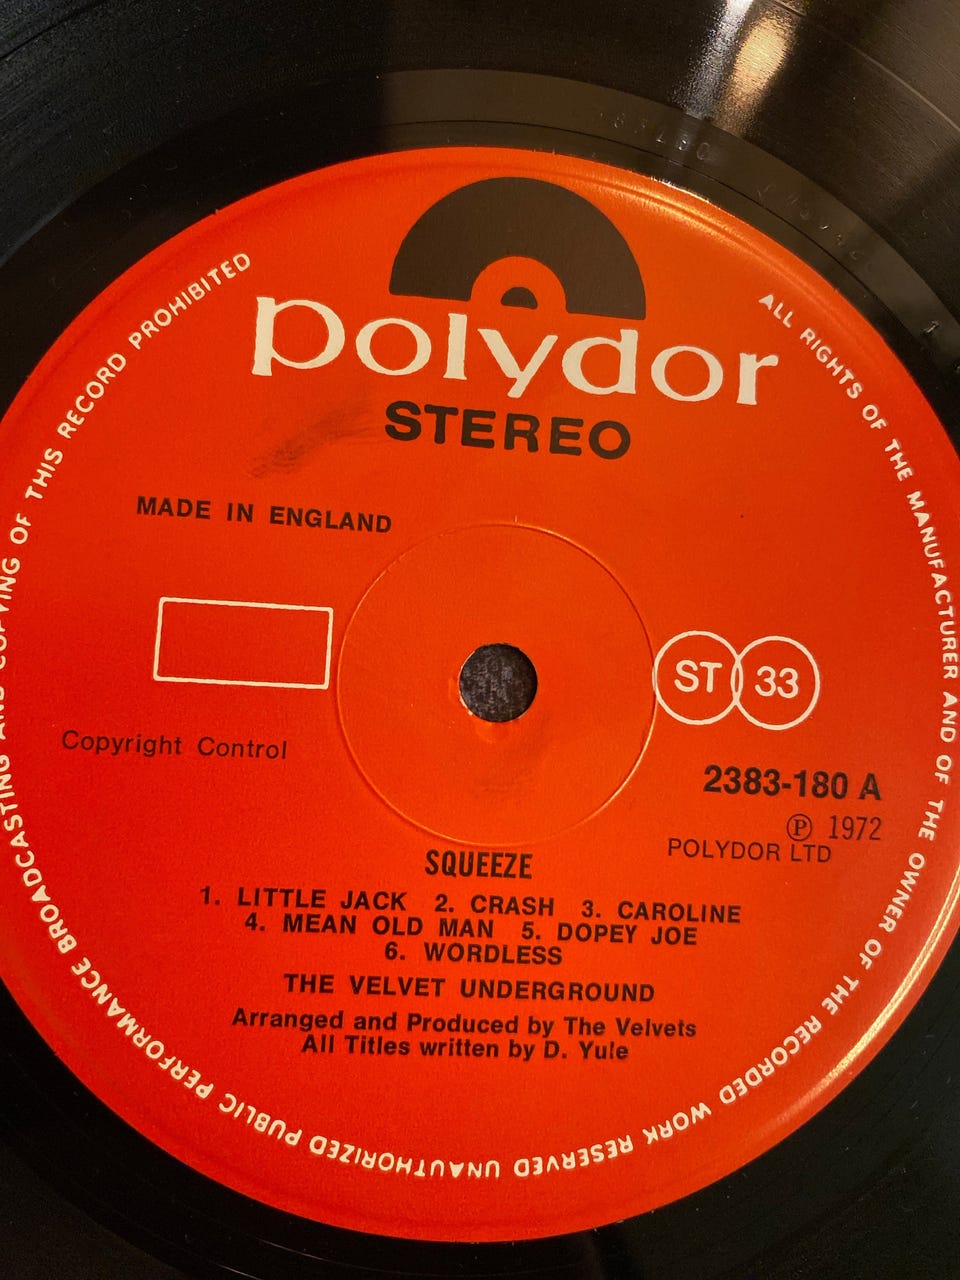 polydor
STEREO
MADE IN ENGLAND
ST 33
Copyright Control
2383-180 A
Ⓟ 1972
POLYDOR LTD
SQUEEZE
1. LITTLE JACK 2. CRASH 3. CAROLINE
4. MEAN OLD MAN 5. DOPEY JOE
6. WORDLESS
THE VELVET UNDERGROUND
Arranged and Produced by The Velvets
All Titles written by D. Yule
ALL RIGHTS OF THE MANUFACTURER AND OF THE OWNER OF THE RECORDED WORK RESERVED UNAUTHORIZED PUBLIC PERFORMANCE BROADCASTING AND COPYING OF THIS RECORD PROHIBITED